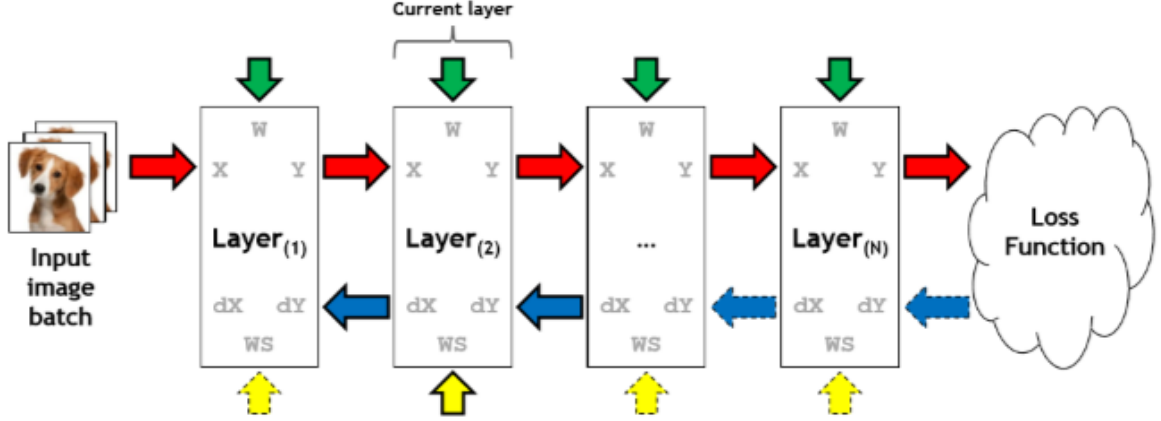 Current layer
W W W W
X Y X Y X Y X Y
Layer(1) Layer(2) ... Layer(N)
dX dY dX dY dX dY dX dY
WS WS WS WS
Input
image
batch
Loss
Function